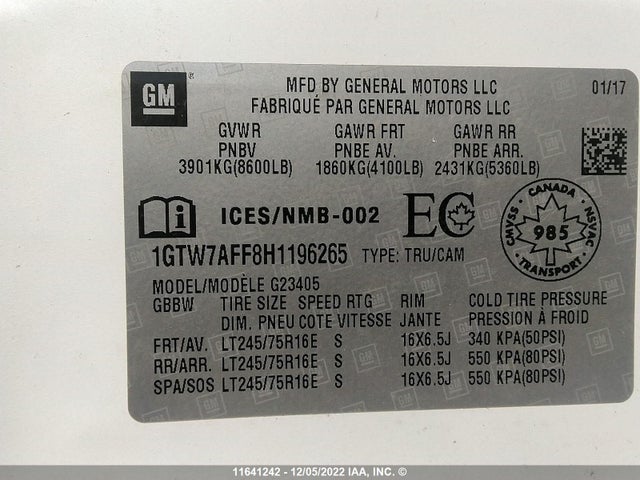 GM
MFD BY GENERAL MOTORS LLC 01/17
FABRIQUÉ PAR GENERAL MOTORS LLC
GVWR GAWR FRT GAWR RR
PNBV PNBE AV. PNBE ARR.
3901KG(8600LB) 1860KG(4100LB) 2431KG(5360LB)
ICES/NMB-002 EC CANADA CMVSS NSVAC 985 TRANSPORT
1GTW7AFF8H1196265 TYPE: TRU/CAM
MODEL/MODÈLE G23405
GBBW TIRE SIZE SPEED RTG RIM COLD TIRE PRESSURE
DIM. PNEU COTE VITESSE JANTE PRESSION À FROID
FRT/AV. LT245/75R16E S 16X6.5J 340 KPA(50PSI)
RR/ARR. LT245/75R16E S 16X6.5J 550 KPA(80PSI)
SPA/SOS LT245/75R16E S 16X6.5J 550 KPA(80PSI)
11641242 - 12/05/2022 IAA, INC. ©